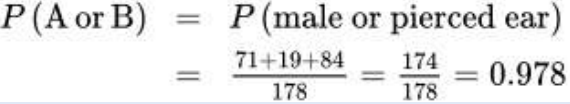 P (A or B) = P (male or pierced ear)
= 71+19+84/178 = 174/178 = 0.978